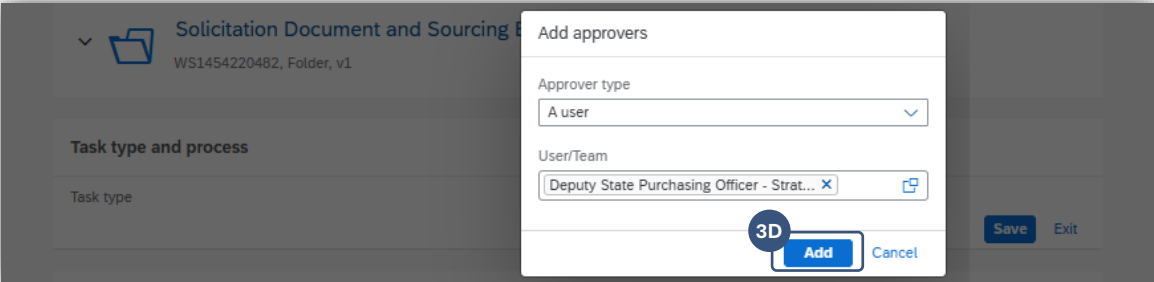 Solicitation Document and Sourcing E
WS1454220482, Folder, v1
Task type and process
Task type
Save Exit
Add approvers
Approver type
A user
User/Team
Deputy State Purchasing Officer - Strat...
3D
Add Cancel